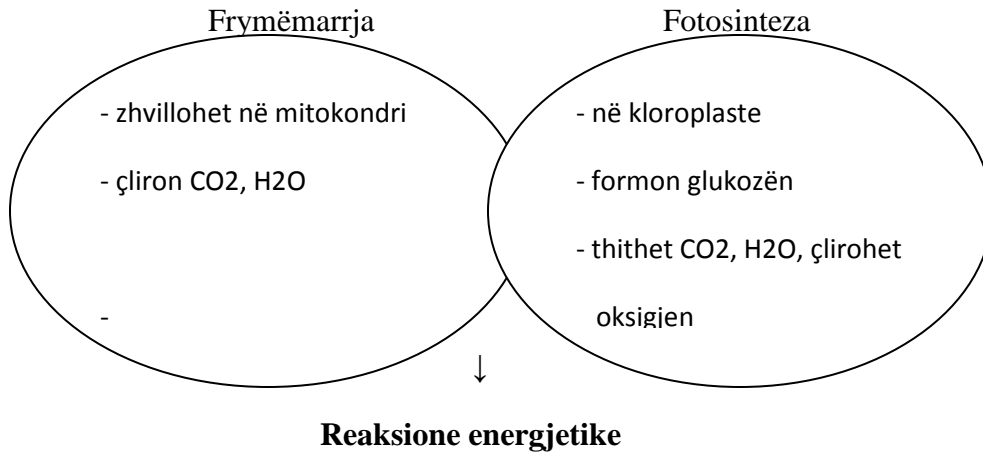 Frymëmarrja
Fotosinteza
- zhvillohet në mitokondri
- çliron CO2, H2O
-
- në kloroplaste
- formon glukozën
- thithet CO2, H2O, çlirohet
oksigjen
↓
Reaksione energjetike